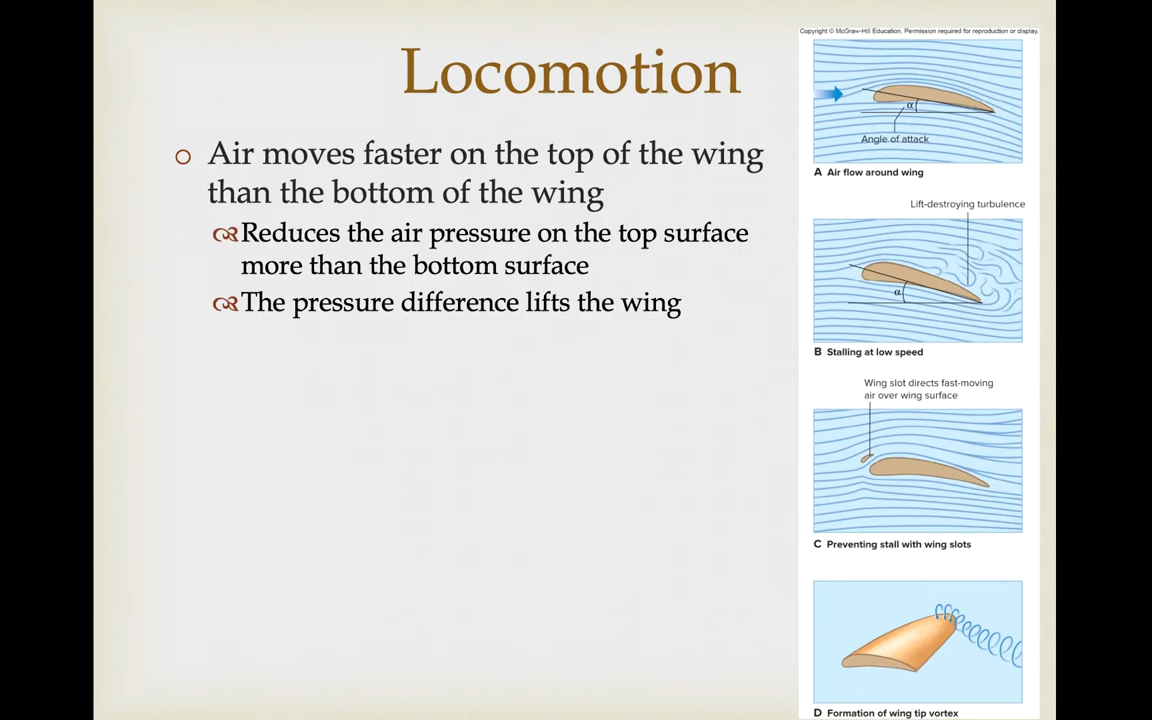 Locomotion
Air moves faster on the top of the wing
than the bottom of the wing
Reduces the air pressure on the top surface
more than the bottom surface
The pressure difference lifts the wing
Copyright © McGraw-Hill Education. Permission required for reproduction or display.
α
Angle of attack
A Air flow around wing
Lift-destroying turbulence
α
B Stalling at low speed
Wing slot directs fast-moving
air over wing surface
C Preventing stall with wing slots
D Formation of wing tip vortex